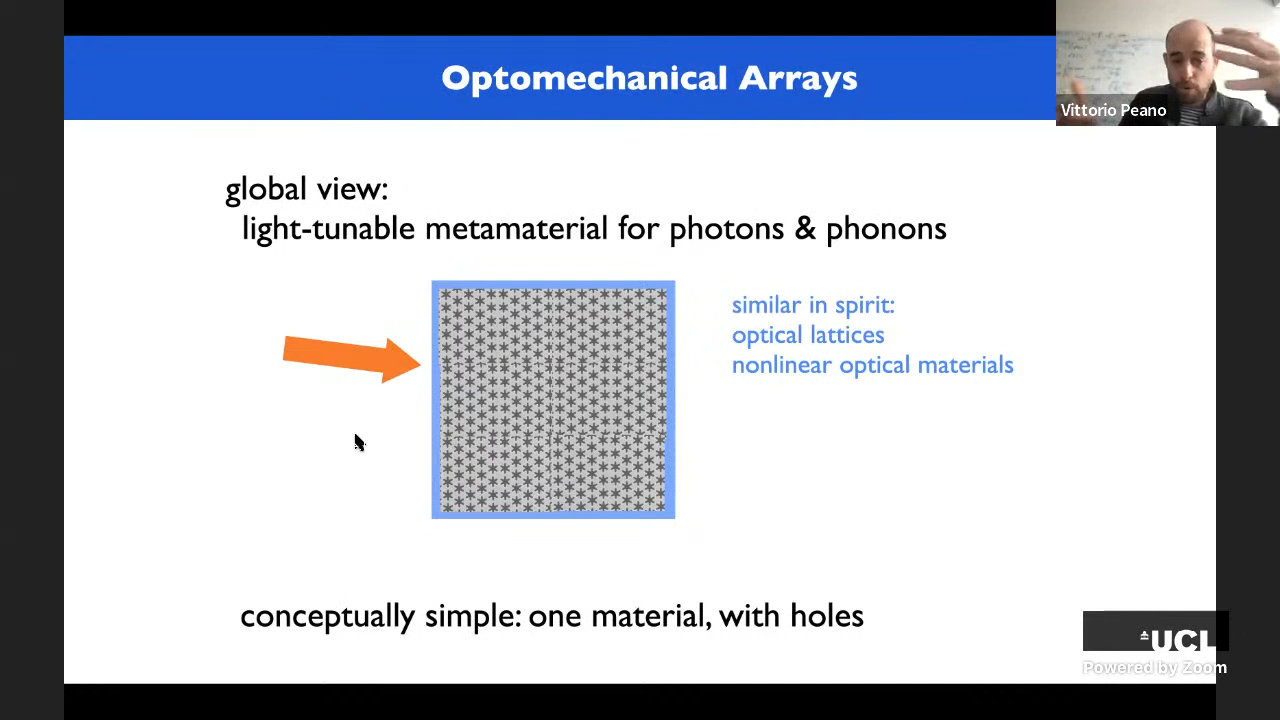 Optomechanical Arrays
Vittorio Peano
global view:
light-tunable metamaterial for photons & phonons
similar in spirit:
optical lattices
nonlinear optical materials
conceptually simple: one material, with holes
UCL
Powered by Zoom